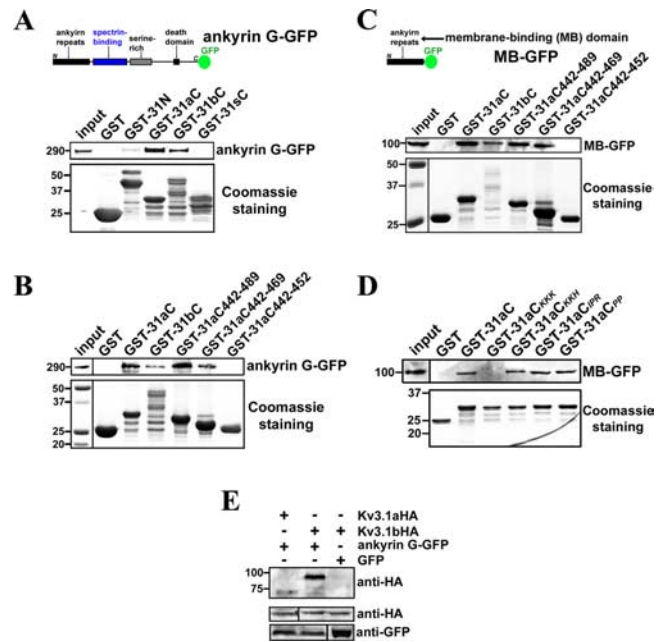 A
ankyirn repeats
spectrin-binding
serine-rich
death domain
N
C
GFP
ankyrin G-GFP
input
GST
GST-31N
GST-31aC
GST-31bC
GST-31sC
290
ankyrin G-GFP
50
37
25
Coomassie staining
B
input
GST
GST-31aC
GST-31bC
GST-31aC442-489
GST-31aC442-469
GST-31aC442-452
290
ankyrin G-GFP
50
37
25
20
Coomassie staining
C
ankyirn repeats
membrane-binding (MB) domain
N
GFP
MB-GFP
input
GST
GST-31aC
GST-31bC
GST-31aC442-489
GST-31aC442-469
GST-31aC442-452
100
MB-GFP
50
37
25
Coomassie staining
D
input
GST
GST-31aC
GST-31aCKKK
GST-31aCKKH
GST-31aCIPR
GST-31aCPP
100
MB-GFP
37
25
20
Coomassie staining
E
+ - - Kv3.1aHA
- + + Kv3.1bHA
+ + - ankyrin G-GFP
- - + GFP
100
75
anti-HA
anti-HA
anti-GFP